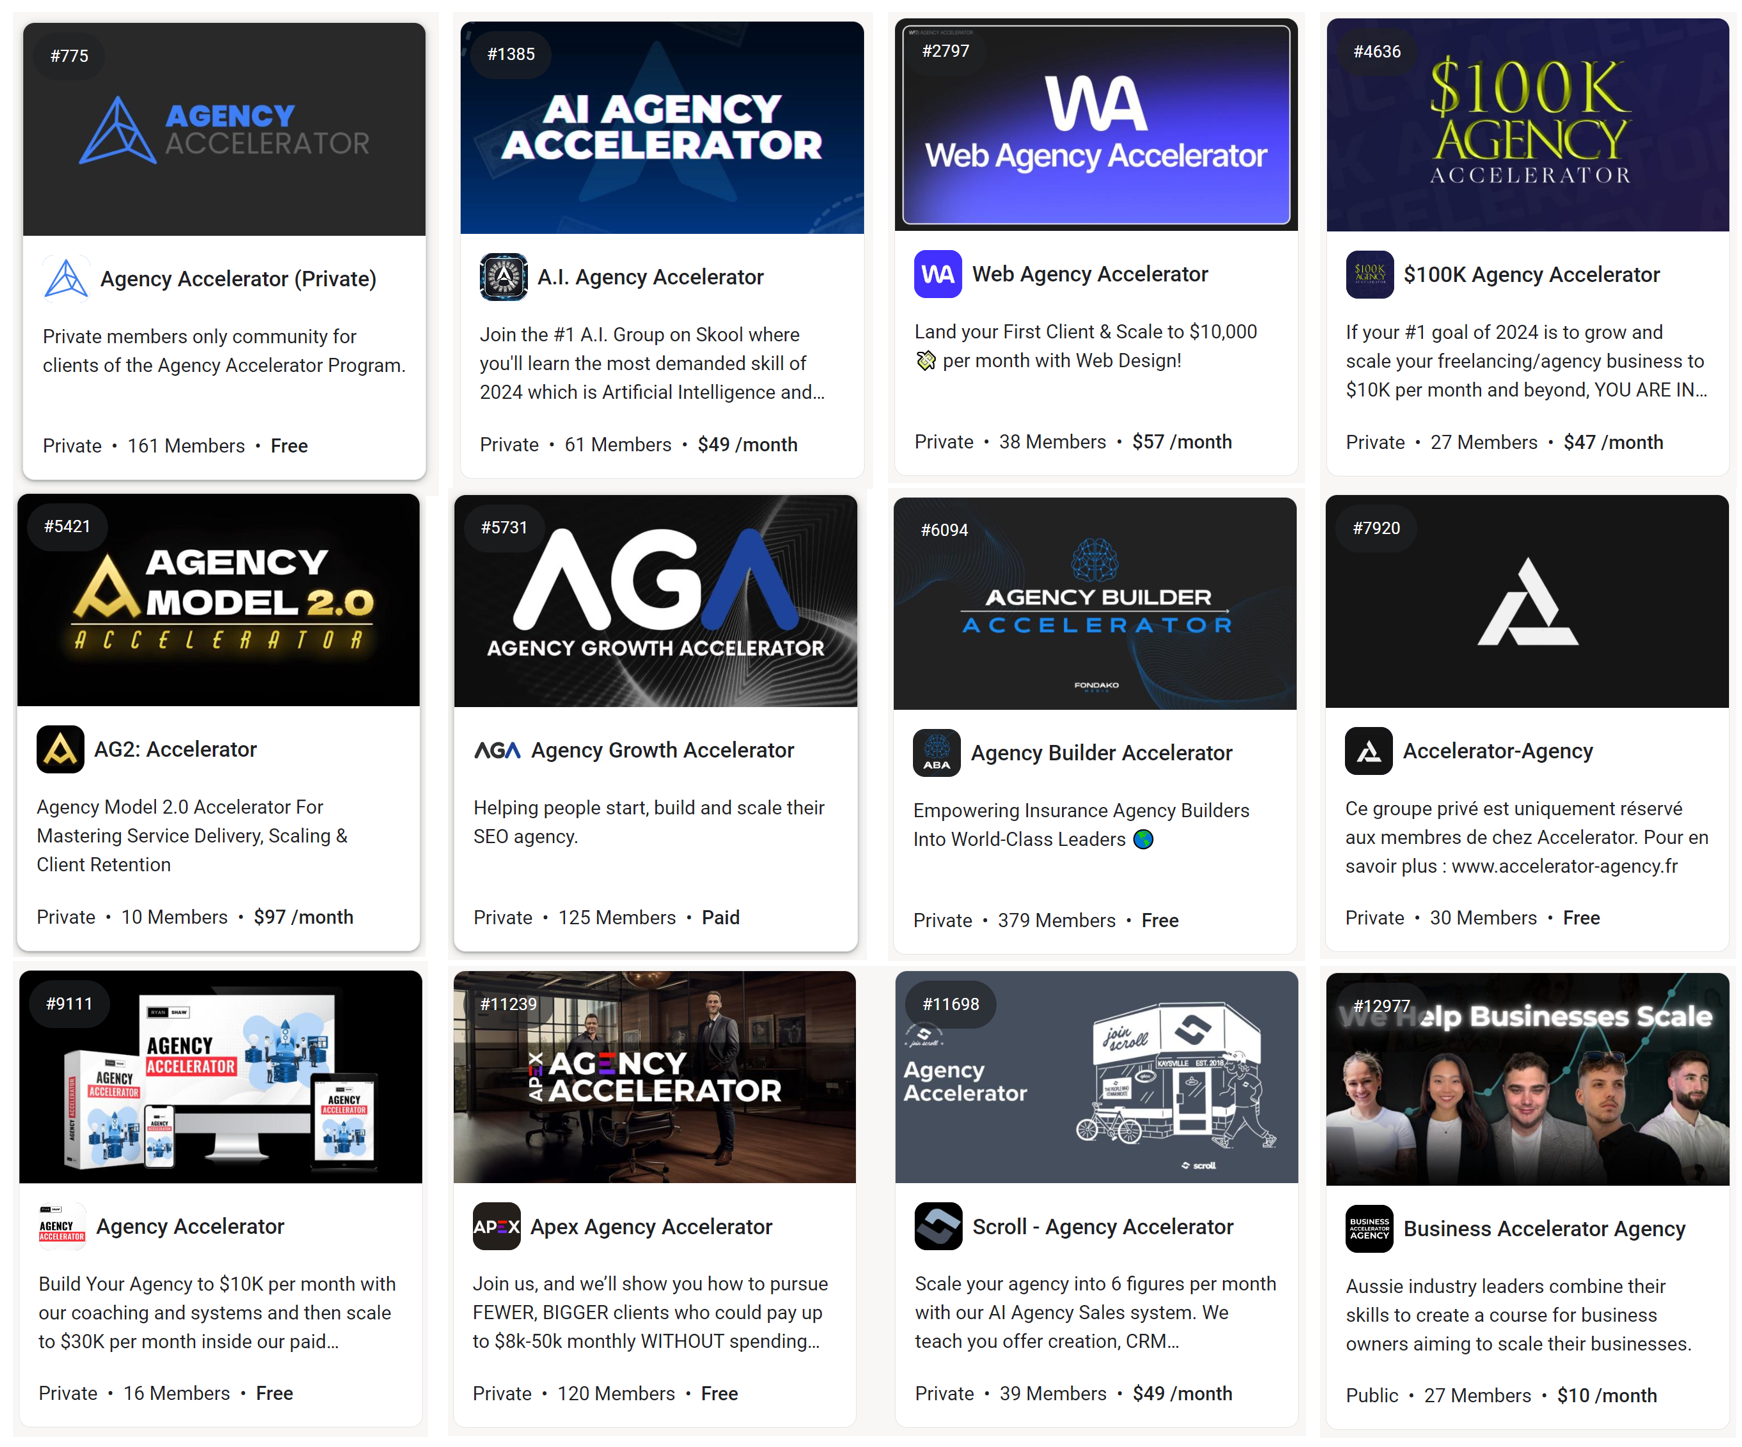 #775
AGENCY
ACCELERATOR
Agency Accelerator (Private)
Private members only community for
clients of the Agency Accelerator Program.
Private • 161 Members • Free
#1385
AI AGENCY
ACCELERATOR
A.I. Agency Accelerator
Join the #1 A.I. Group on Skool where
you'll learn the most demanded skill of
2024 which is Artificial Intelligence and…
Private • 61 Members • $49 /month
#2797
WA
Web Agency Accelerator
WA
Web Agency Accelerator
Land your First Client & Scale to $10,000
💸 per month with Web Design!
Private • 38 Members • $57 /month
#4636
$100K
AGENCY
ACCELERATOR
$100K
AGENCY
$100K Agency Accelerator
If your #1 goal of 2024 is to grow and
scale your freelancing/agency business to
$10K per month and beyond, YOU ARE IN…
Private • 27 Members • $47 /month
#5421
AGENCY
MODEL 2.0
ACCELERATOR
AG2: Accelerator
Agency Model 2.0 Accelerator For
Mastering Service Delivery, Scaling &
Client Retention
Private • 10 Members • $97 /month
#5731
AGA
AGENCY GROWTH ACCELERATOR
AGA
Agency Growth Accelerator
Helping people start, build and scale their
SEO agency.
Private • 125 Members • Paid
#6094
AGENCY BUILDER
ACCELERATOR
FONDAKO
MEDIA
ABA
Agency Builder Accelerator
Empowering Insurance Agency Builders
Into World-Class Leaders 🌎
Private • 379 Members • Free
#7920
Accelerator-Agency
Ce groupe privé est uniquement réservé
aux membres de chez Accelerator. Pour en
savoir plus : www.accelerator-agency.fr
Private • 30 Members • Free
#9111
RYAN SHAW
AGENCY
ACCELERATOR
AGENCY
ACCELERATOR
AGENCY
ACCELERATOR
AGENCY
ACCELERATOR
AGENCY
ACCELERATOR
Agency Accelerator
Build Your Agency to $10K per month with
our coaching and systems and then scale
to $30K per month inside our paid…
Private • 16 Members • Free
#11239
APEX
AGENCY
ACCELERATOR
APEX
Apex Agency Accelerator
Join us, and we’ll show you how to pursue
FEWER, BIGGER clients who could pay up
to $8k-50k monthly WITHOUT spending…
Private • 120 Members • Free
#11698
join scroll
Agency
Accelerator
join
scroll
KAYSVILLE EST. 2018
scroll
Scroll - Agency Accelerator
Scale your agency into 6 figures per month
with our AI Agency Sales system. We
teach you offer creation, CRM…
Private • 39 Members • $49 /month
#12977
We Help Businesses Scale
BUSINESS
ACCELERATOR
AGENCY
Business Accelerator Agency
Aussie industry leaders combine their
skills to create a course for business
owners aiming to scale their businesses.
Public • 27 Members • $10 /month